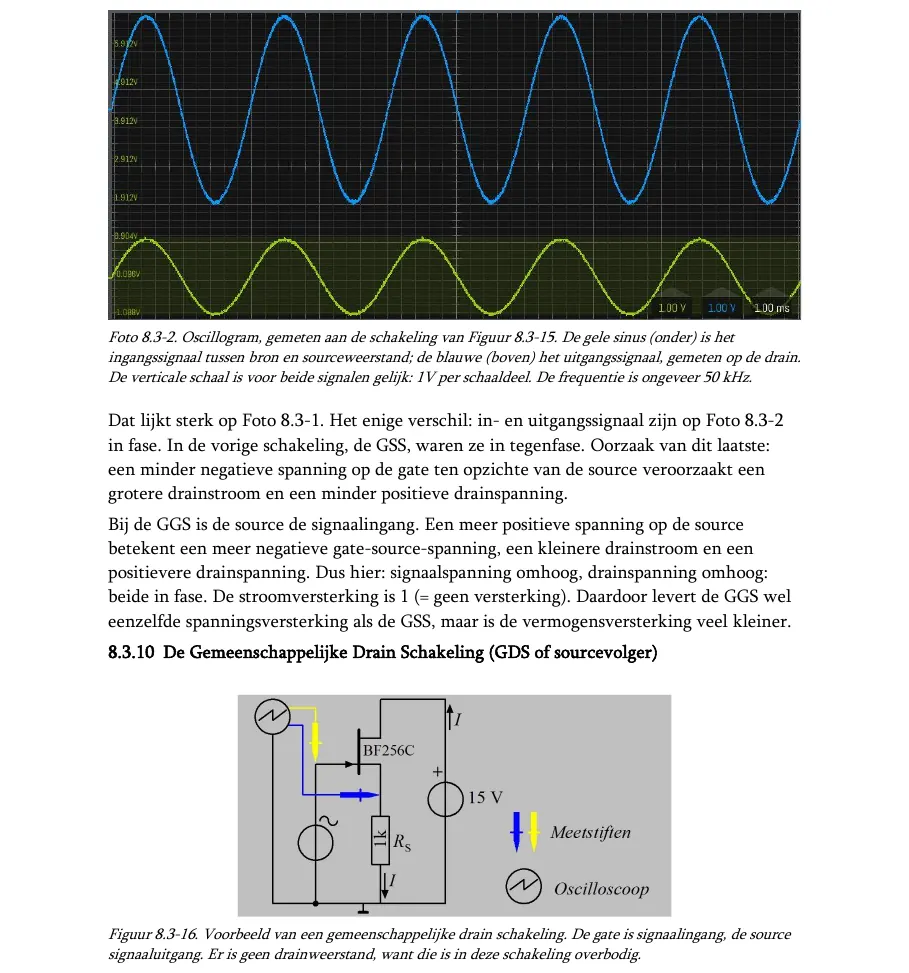 5.912V
4.912V
3.912V
2.912V
1.912V
0.904V
-0.096V
-1.088V
1.00 V 1.00 V 1.00 ms
Foto 8.3-2. Oscillogram, gemeten aan de schakeling van Figuur 8.3-15. De gele sinus (onder) is het
ingangssignaal tussen bron en sourceweerstand; de blauwe (boven) het uitgangssignaal, gemeten op de drain.
De verticale schaal is voor beide signalen gelijk: 1V per schaaldeel. De frequentie is ongeveer 50 kHz.
Dat lijkt sterk op Foto 8.3-1. Het enige verschil: in- en uitgangssignaal zijn op Foto 8.3-2
in fase. In de vorige schakeling, de GSS, waren ze in tegenfase. Oorzaak van dit laatste:
een minder negatieve spanning op de gate ten opzichte van de source veroorzaakt een
grotere drainstroom en een minder positieve drainspanning.
Bij de GGS is de source de signaalingang. Een meer positieve spanning op de source
betekent een meer negatieve gate-source-spanning, een kleinere drainstroom en een
positievere drainspanning. Dus hier: signaalspanning omhoog, drainspanning omhoog:
beide in fase. De stroomversterking is 1 (= geen versterking). Daardoor levert de GGS wel
eenzelfde spanningsversterking als de GSS, maar is de vermogensversterking veel kleiner.
8.3.10 De Gemeenschappelijke Drain Schakeling (GDS of sourcevolger)
I
BF256C
+
15 V
1k
R_S
I
Meetstiften
Oscilloscoop
Figuur 8.3-16. Voorbeeld van een gemeenschappelijke drain schakeling. De gate is signaalingang, de source
signaaluitgang. Er is geen drainweerstand, want die is in deze schakeling overbodig.